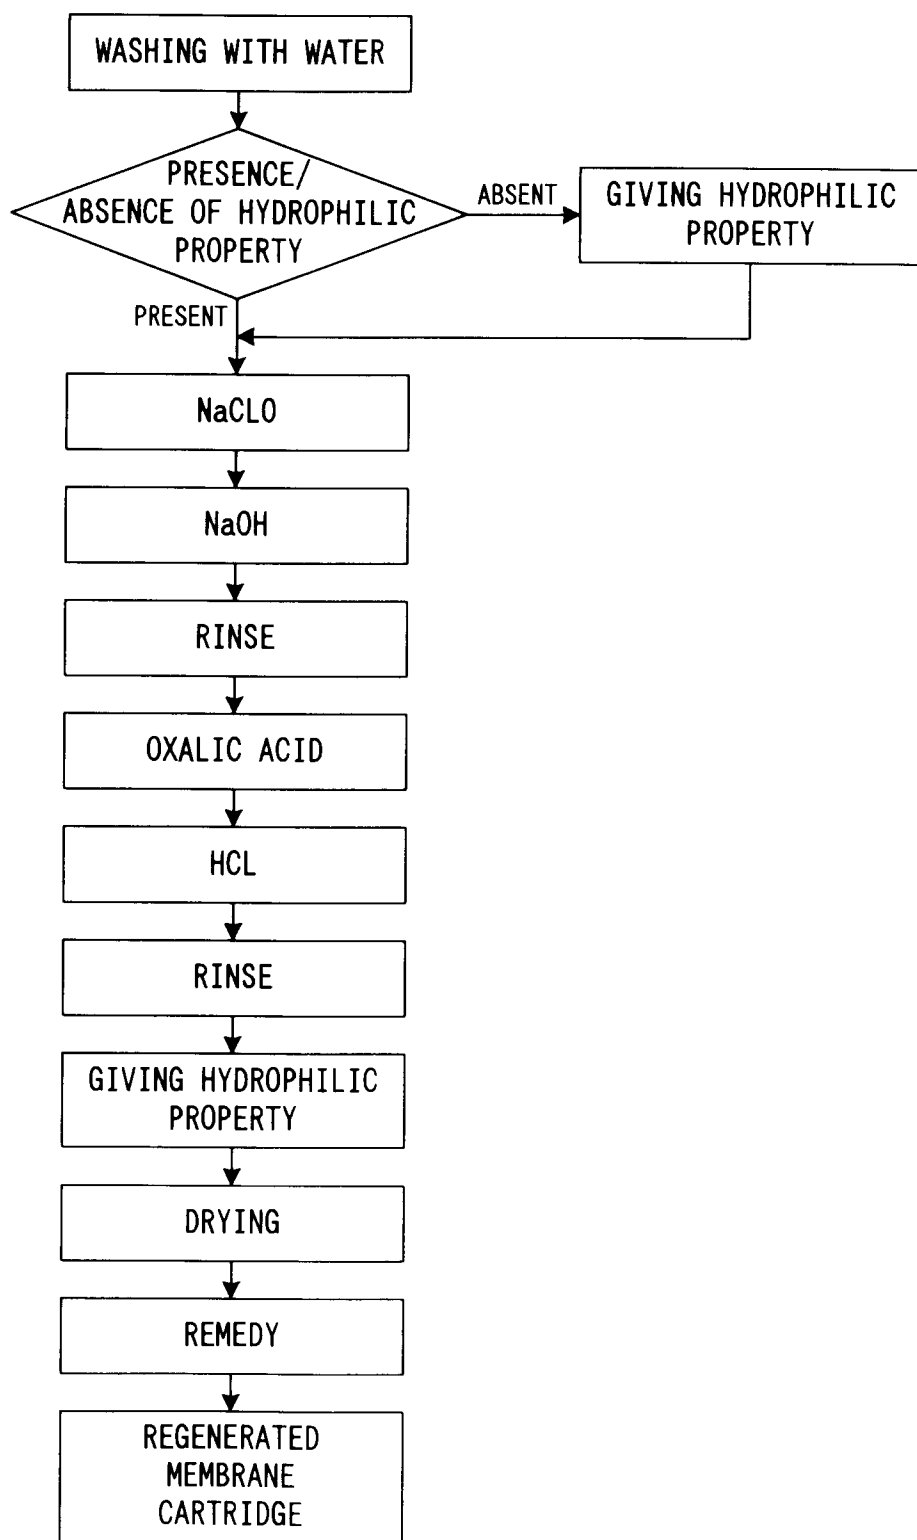 WASHING WITH WATER
PRESENCE/
ABSENCE OF HYDROPHILIC
PROPERTY
ABSENT
GIVING HYDROPHILIC
PROPERTY
PRESENT
NaCLO
NaOH
RINSE
OXALIC ACID
HCL
RINSE
GIVING HYDROPHILIC
PROPERTY
DRYING
REMEDY
REGENERATED
MEMBRANE
CARTRIDGE